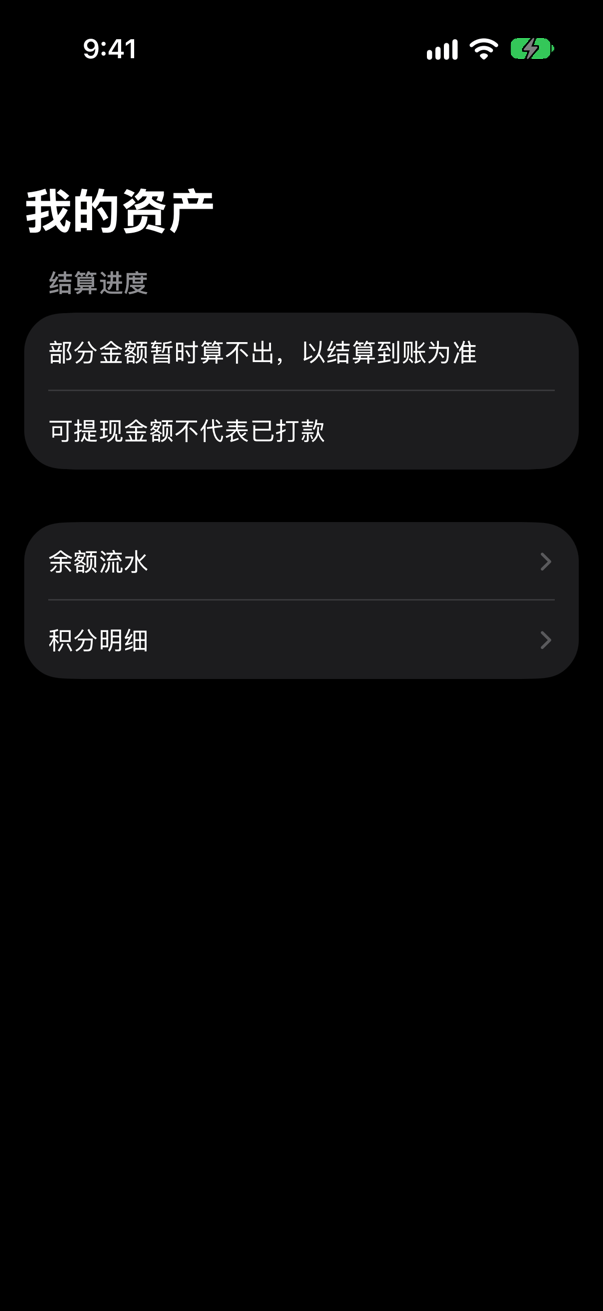 9:41
我的资产
结算进度
部分金额暂时算不出，以结算到账为准
可提现金额不代表已打款
余额流水
积分明细